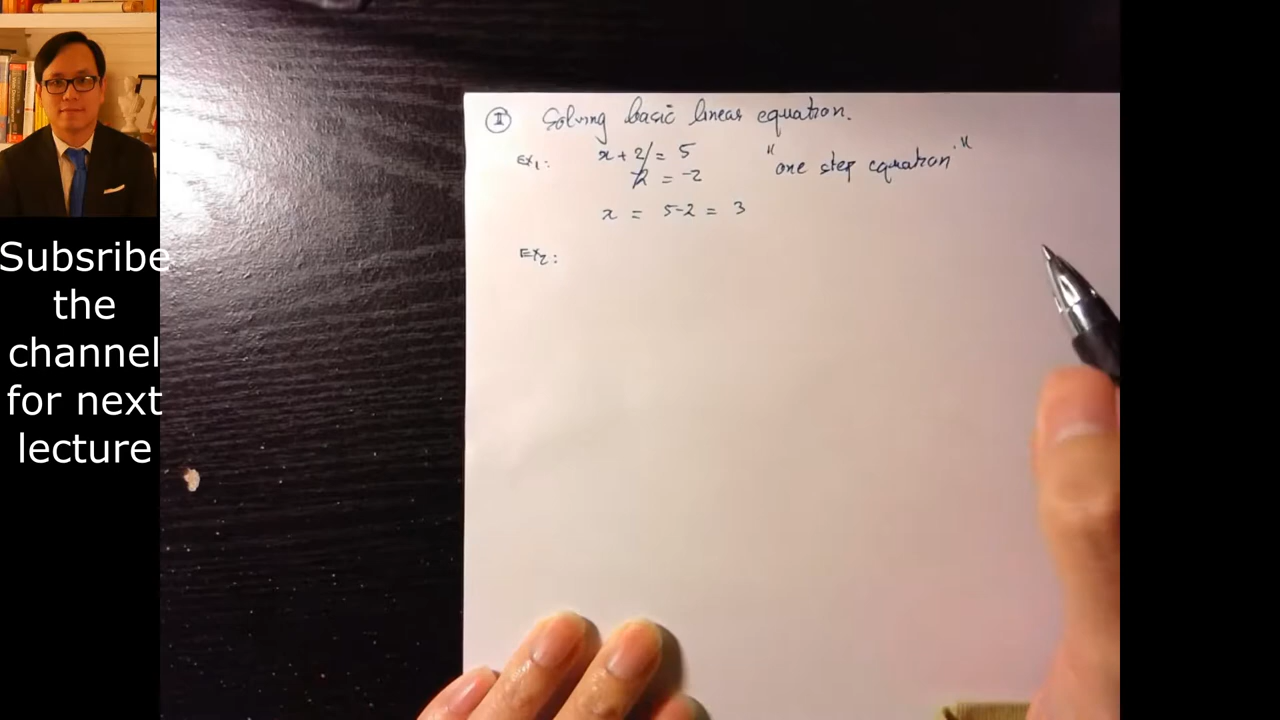 Subsribe
the
channel
for next
lecture
II Solving basic linear equation.
Ex1: x + 2 = 5 "one step equation."
-2 = -2
x = 5-2 = 3
Ex2: